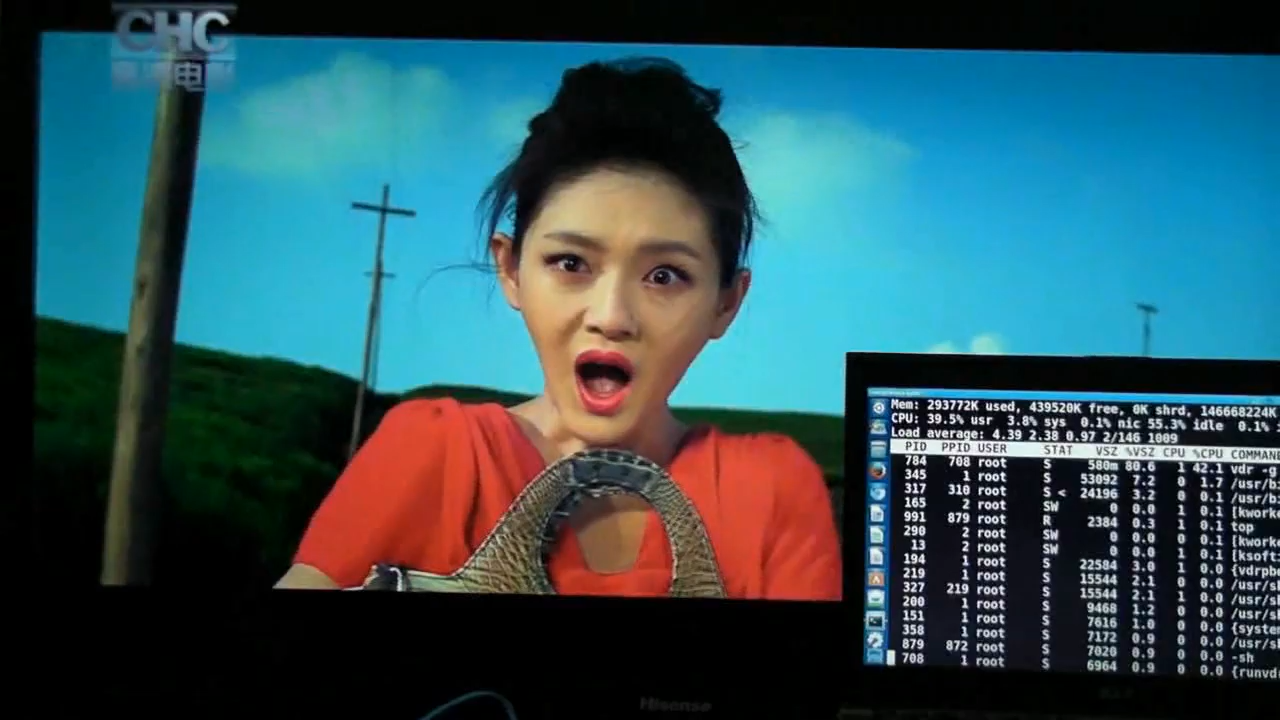 CHC
电影
Mem: 293772K used, 439520K free, 0K shrd, 146668224K
CPU: 39.5% usr 3.8% sys 0.1% nic 55.3% idle 0.1%
Load average: 4.39 2.38 0.97 2/146 1009
PID PPID USER STAT VSZ %VSZ CPU %CPU COMMAND
784 708 root S 580m 80.6 1 42.1 vdr -g
345 1 root S 53092 7.2 0 1.7 /usr/bi
317 310 root S < 24196 3.2 0 0.1 /usr/bi
165 2 root SW 0 0.0 1 0.1 [kworke
991 879 root R 2384 0.3 1 0.1 top
290 2 root SW 0 0.0 0 0.1 [kworke
13 2 root SW 0 0.0 1 0.1 [ksofti
194 1 root S 22584 3.0 1 0.0 {vdrpbe
219 1 root S 15544 2.1 0 0.0 /usr/sb
327 219 root S 15544 2.1 1 0.0 /usr/sb
200 1 root S 9468 1.2 0 0.0
151 1 root S 7616 1.0 0 0.0 {system
358 1 root S 7172 0.9 0 0.0 /usr/sb
879 872 root S 7020 0.9 0 0.0 -sh
708 1 root S 6964 0.9 0 0.0 {runvdr
Hisense